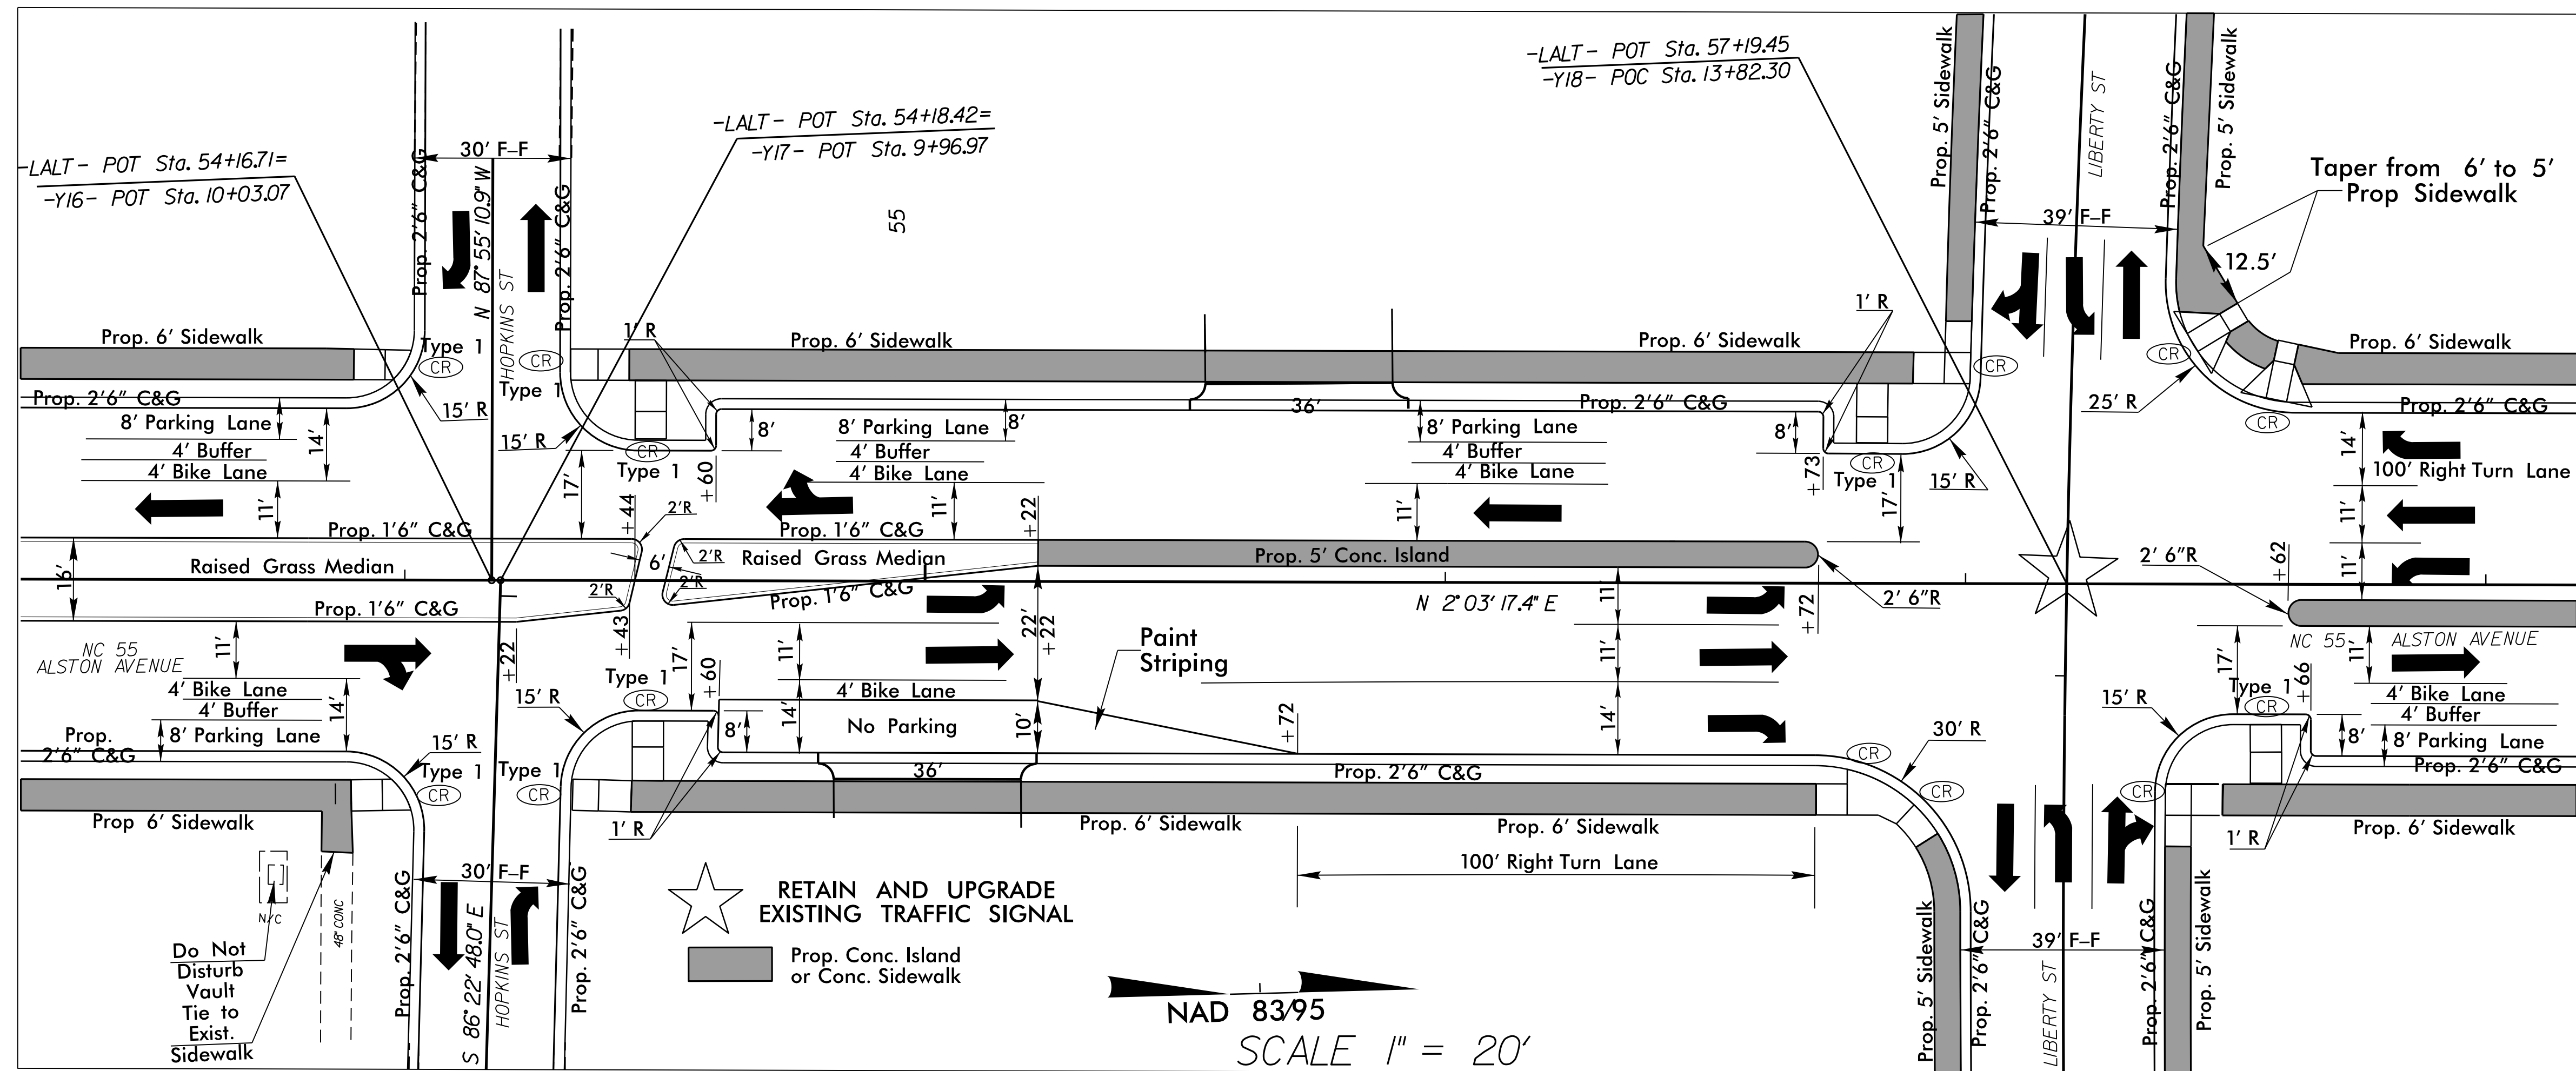 -LALT- POT Sta. 54+16.71=
-Y16- POT Sta. 10+03.07
-LALT- POT Sta. 54+18.42=
-Y17- POT Sta. 9+96.97
-LALT- POT Sta. 57+19.45
-Y18- POC Sta. 13+82.30
30' F-F
Prop. 2'6" C&G
N 87° 55' 10.9" W
HOPKINS ST
Prop. 2'6" C&G
55
Prop. 5' Sidewalk
Prop. 2'6" C&G
LIBERTY ST
Prop. 2'6" C&G
Prop. 5' Sidewalk
39' F-F
Taper from 6' to 5'
Prop Sidewalk
12.5'
1' R
1' R
Prop. 6' Sidewalk
Type 1
CR
CR
Type 1
Prop. 6' Sidewalk
Prop. 6' Sidewalk
CR
CR
Prop. 6' Sidewalk
Prop. 2'6" C&G
15' R
36'
Prop. 2'6" C&G
25' R
Prop. 2'6" C&G
8' Parking Lane
4' Buffer
4' Bike Lane
14'
15' R
CR
Type 1
8'
8' Parking Lane
4' Buffer
4' Bike Lane
8'
8' Parking Lane
4' Buffer
4' Bike Lane
8'
CR
Type 1
15' R
CR
14'
100' Right Turn Lane
11'
17'
+44
+60
2'R
11'
+22
11'
+73
17'
11'
Prop. 1'6" C&G
Prop. 1'6" C&G
16'
Raised Grass Median
6'
2'R
Raised Grass Median
Prop. 5' Conc. Island
2' 6"R
+62
11'
2'R
2'R
Prop. 1'6" C&G
Prop. 1'6" C&G
N 2° 03' 17.4" E
11'
+72
2' 6"R
NC 55
ALSTON AVENUE
11'
+22
+43
17'
+60
11'
22'
+22
Paint
Striping
11'
17'
NC 55
ALSTON AVENUE
11'
4' Bike Lane
4' Buffer
8' Parking Lane
14'
15' R
Type 1
CR
4' Bike Lane
14'
No Parking
10'
8'
+72
14'
15' R
Type 1
CR
+66
4' Bike Lane
4' Buffer
8' Parking Lane
8'
Prop.
2'6" C&G
15' R
Type 1
Type 1
CR
CR
36'
Prop. 2'6" C&G
CR
30' R
CR
CR
Prop. 2'6" C&G
Prop 6' Sidewalk
1' R
Prop. 6' Sidewalk
Prop. 6' Sidewalk
1' R
Prop. 6' Sidewalk
100' Right Turn Lane
N/C
48" CONC
Do Not
Disturb
Vault
Tie to
Exist.
Sidewalk
30' F-F
Prop. 2'6" C&G
S 86° 22' 48.0" E
HOPKINS ST
Prop. 2'6" C&G
RETAIN AND UPGRADE
EXISTING TRAFFIC SIGNAL
Prop. Conc. Island
or Conc. Sidewalk
NAD 83/95
SCALE 1" = 20'
39' F-F
Prop. 5' Sidewalk
Prop. 2'6" C&G
LIBERTY ST
Prop. 2'6" C&G
Prop. 5' Sidewalk